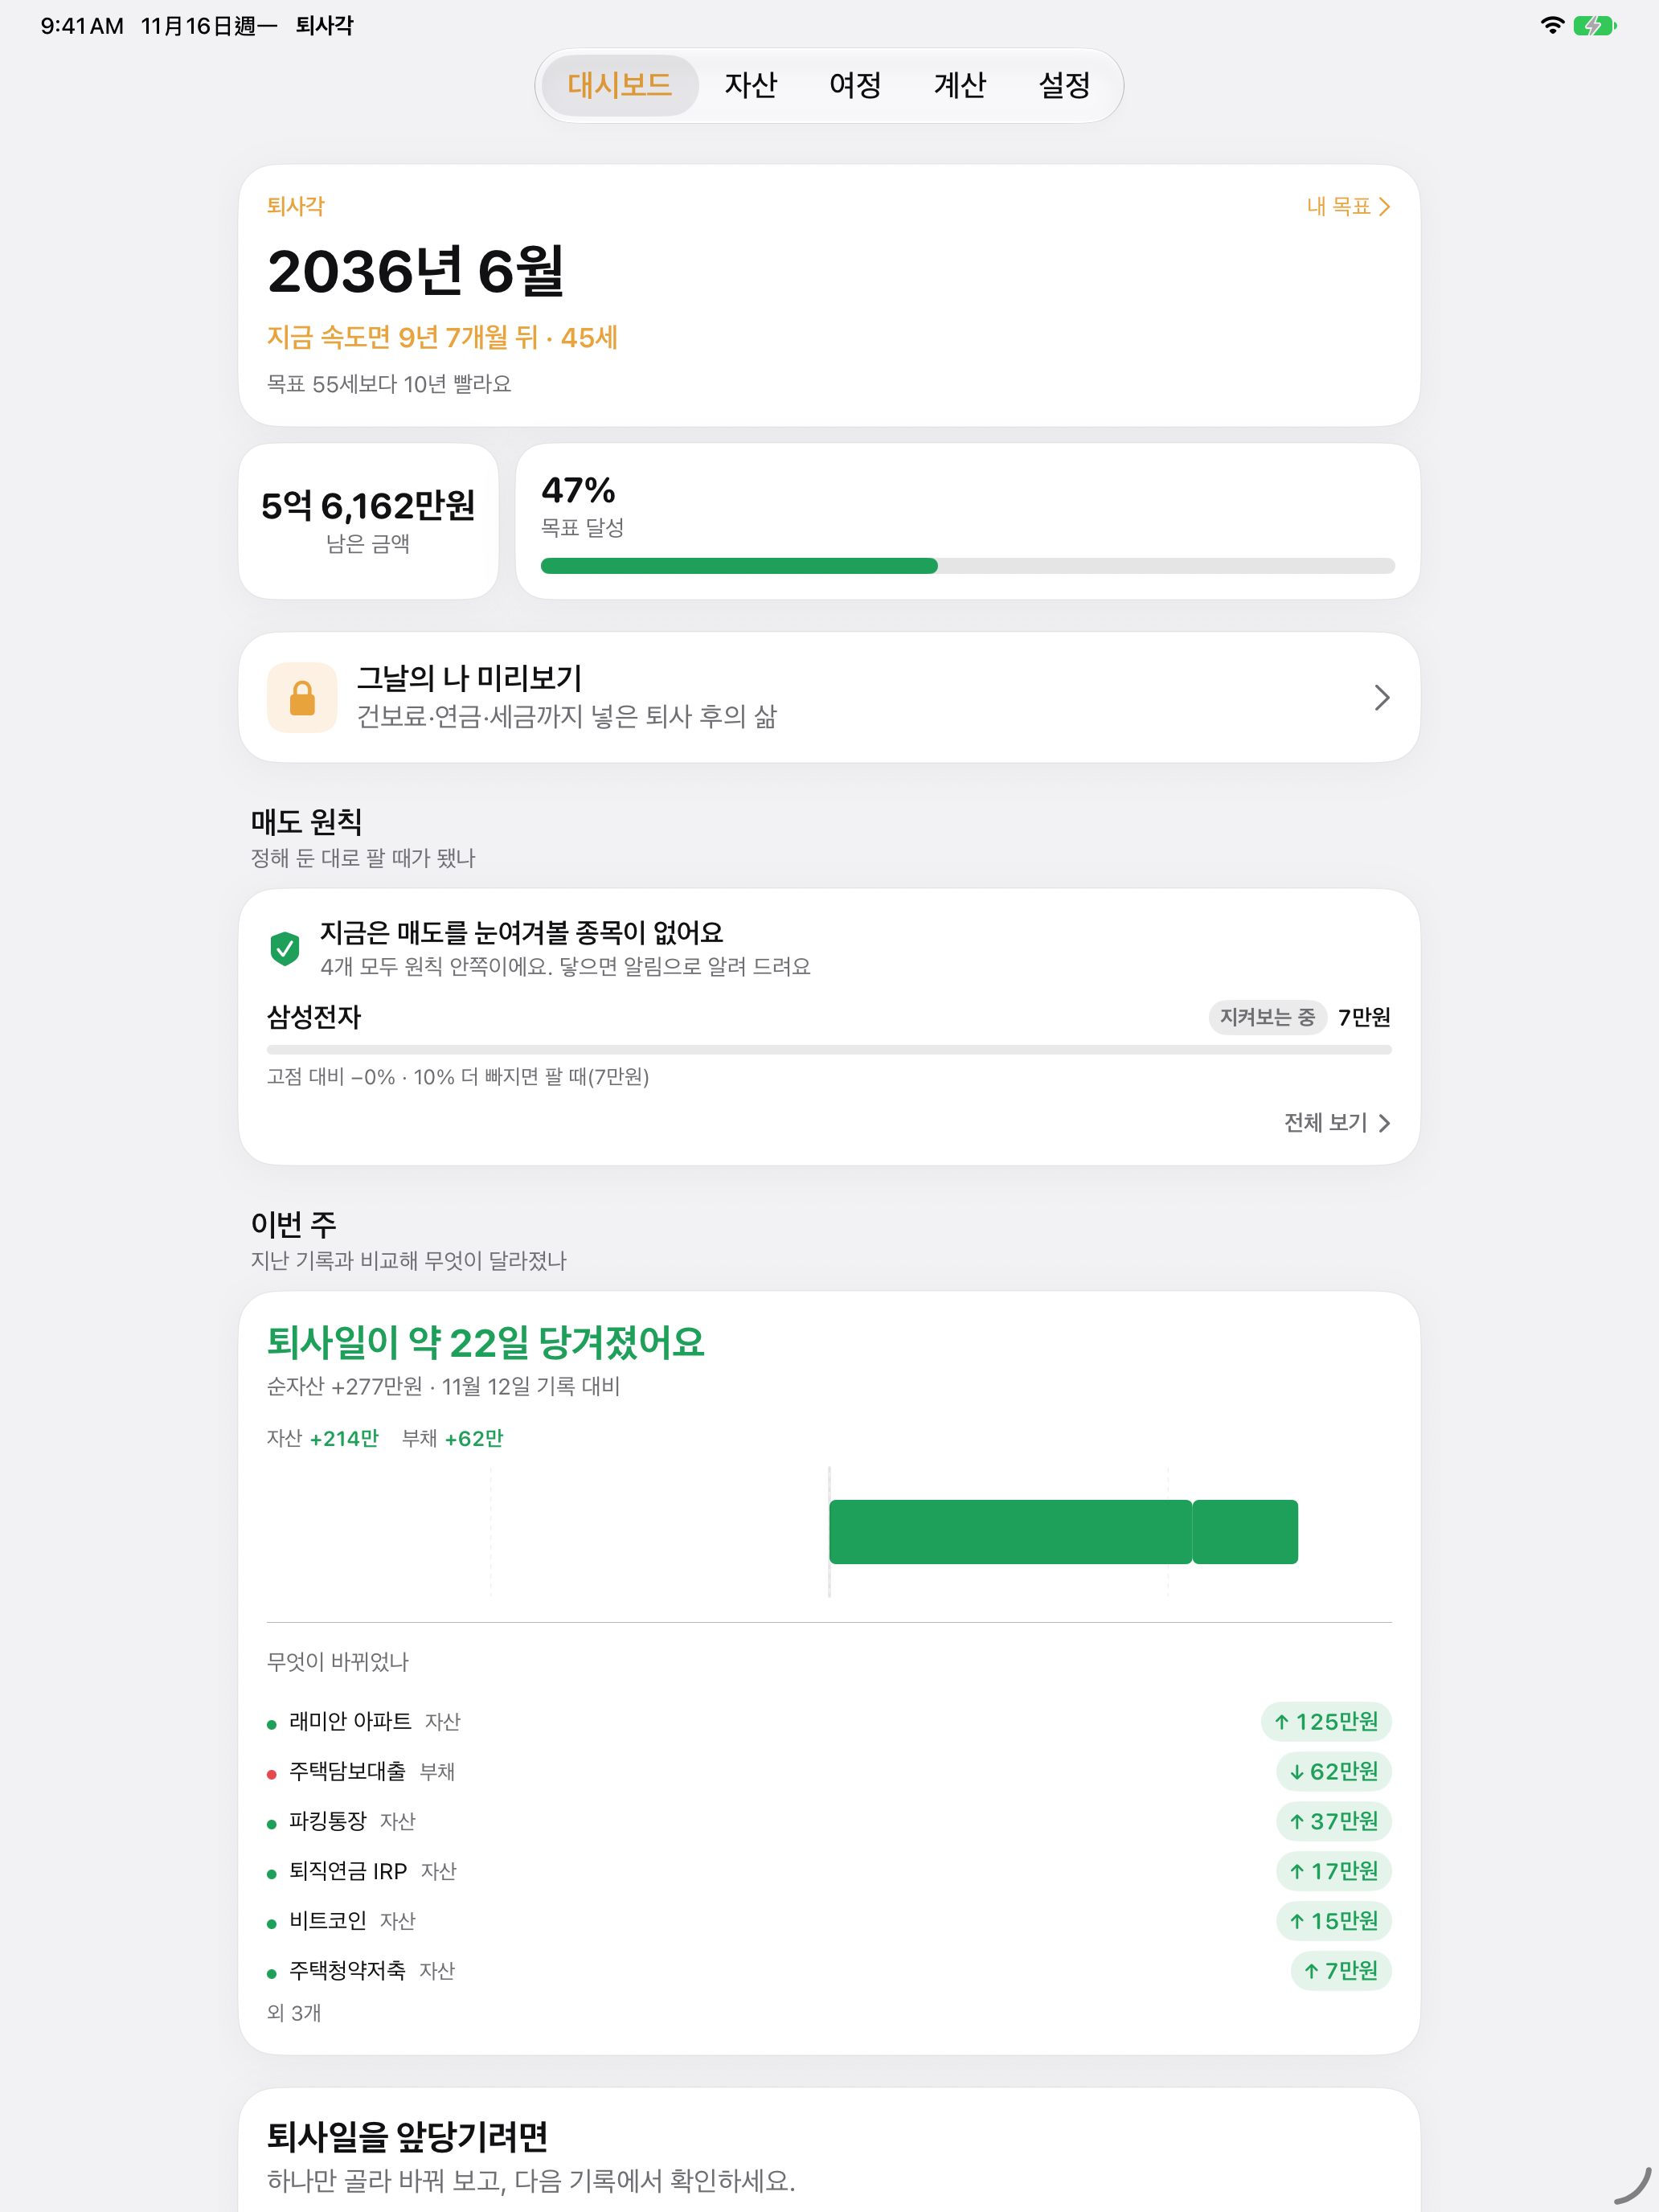 9:41 AM 11月16日週一 퇴사각
대시보드 자산 여정 계산 설정
퇴사각 내 목표
2036년 6월
지금 속도면 9년 7개월 뒤 · 45세
목표 55세보다 10년 빨라요
5억 6,162만원
남은 금액
47%
목표 달성
그날의 나 미리보기
건보료·연금·세금까지 넣은 퇴사 후의 삶
매도 원칙
정해 둔 대로 팔 때가 됐나
지금은 매도를 눈여겨볼 종목이 없어요
4개 모두 원칙 안쪽이에요. 닿으면 알림으로 알려 드려요
삼성전자 지켜보는 중 7만원
고점 대비 −0% · 10% 더 빠지면 팔 때(7만원)
전체 보기
이번 주
지난 기록과 비교해 무엇이 달라졌나
퇴사일이 약 22일 당겨졌어요
순자산 +277만원 · 11월 12일 기록 대비
자산 +214만 부채 +62만
무엇이 바뀌었나
래미안 아파트 자산 ↑ 125만원
주택담보대출 부채 ↓ 62만원
파킹통장 자산 ↑ 37만원
퇴직연금 IRP 자산 ↑ 17만원
비트코인 자산 ↑ 15만원
주택청약저축 자산 ↑ 7만원
외 3개
퇴사일을 앞당기려면
하나만 골라 바꿔 보고, 다음 기록에서 확인하세요.